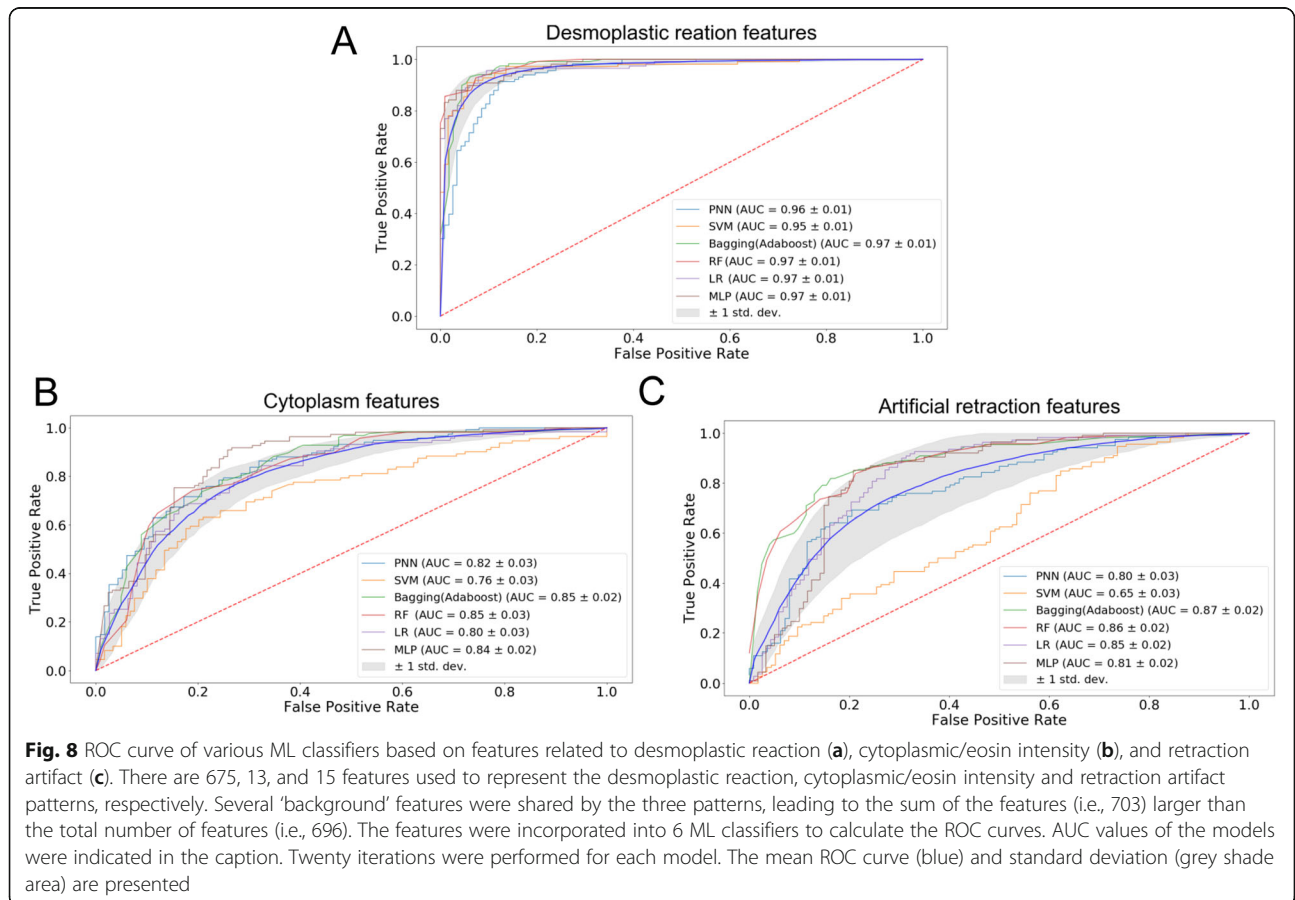 A
Desmoplastic reation features
1.0
0.8
0.6
0.4
0.2
0.0
True Positive Rate
PNN (AUC = 0.96 ± 0.01)
SVM (AUC = 0.95 ± 0.01)
Bagging(Adaboost) (AUC = 0.97 ± 0.01)
RF(AUC = 0.97 ± 0.01)
LR (AUC = 0.97 ± 0.01)
MLP (AUC = 0.97 ± 0.01)
± 1 std. dev.
0.0 0.2 0.4 0.6 0.8 1.0
False Positive Rate
B
Cytoplasm features
1.0
0.8
0.6
0.4
0.2
0.0
True Positive Rate
PNN (AUC = 0.82 ± 0.03)
SVM (AUC = 0.76 ± 0.03)
Bagging(Adaboost) (AUC = 0.85 ± 0.02)
RF (AUC = 0.85 ± 0.03)
LR (AUC = 0.80 ± 0.03)
MLP (AUC = 0.84 ± 0.02)
± 1 std. dev.
0.0 0.2 0.4 0.6 0.8 1.0
False Positive Rate
C
Artificial retraction features
1.0
0.8
0.6
0.4
0.2
0.0
True Positive Rate
PNN (AUC = 0.80 ± 0.03)
SVM (AUC = 0.65 ± 0.03)
Bagging(Adaboost) (AUC = 0.87 ± 0.02)
RF (AUC = 0.86 ± 0.02)
LR (AUC = 0.85 ± 0.02)
MLP (AUC = 0.81 ± 0.02)
± 1 std. dev.
0.0 0.2 0.4 0.6 0.8 1.0
False Positive Rate
Fig. 8 ROC curve of various ML classifiers based on features related to desmoplastic reaction (a), cytoplasmic/eosin intensity (b), and retraction
artifact (c). There are 675, 13, and 15 features used to represent the desmoplastic reaction, cytoplasmic/eosin intensity and retraction artifact
patterns, respectively. Several ‘background’ features were shared by the three patterns, leading to the sum of the features (i.e., 703) larger than
the total number of features (i.e., 696). The features were incorporated into 6 ML classifiers to calculate the ROC curves. AUC values of the models
were indicated in the caption. Twenty iterations were performed for each model. The mean ROC curve (blue) and standard deviation (grey shade
area) are presented